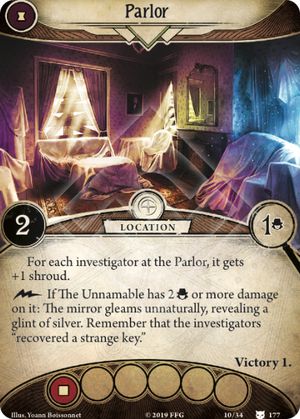 Parlor
2
LOCATION
1
For each investigator at the Parlor, it gets
+1 shroud.
If The Unnamable has 2 or more damage
on it: The mirror gleams unnaturally, revealing a
glint of silver. Remember that the investigators
“recovered a strange key.”
Victory 1.
Illus. Yoann Boissonnet
© 2019 FFG
10/34
177